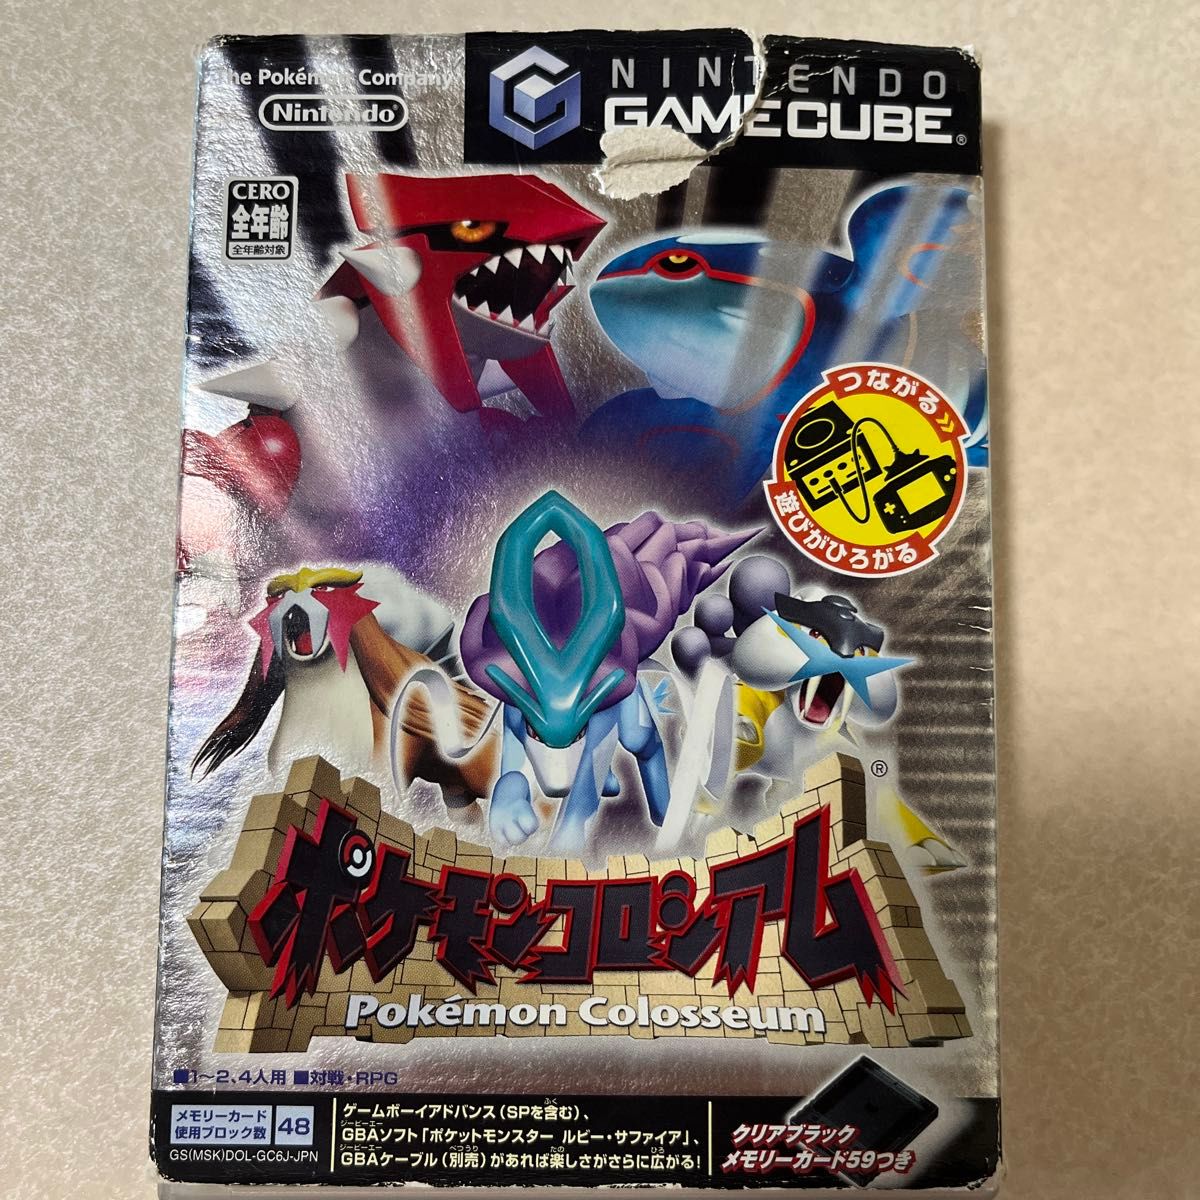 The Pokémon Company
Nintendo®
NINTENDO
GAMECUBE®
CERO
全年齢
全年齢対象
つながる
遊びがひろがる
®
ポケモンコロシアム
Pokémon Colosseum
■1～2、4人用 ■対戦・RPG
メモリーカード
使用ブロック数
48
GS(MSK)DOL-GC6J-JPN
ゲームボーイアドバンス(SPを含む)、
GBAソフト「ポケットモンスター ルビー・サファイア」、
GBAケーブル(別売)があれば楽しさがさらに広がる!
クリアブラック
メモリーカード59つき